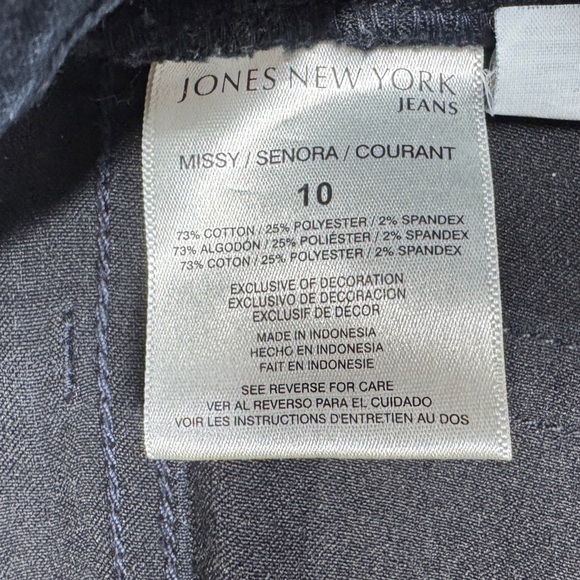 JONES NEW YORK
JEANS
MISSY / SENORA / COURANT
10
73% COTTON / 25% POLYESTER / 2% SPANDEX
73% ALGODÓN / 25% POLIÉSTER / 2% SPANDEX
73% COTON / 25% POLYESTER / 2% SPANDEX
EXCLUSIVE OF DECORATION
EXCLUSIVO DE DECORACION
EXCLUSIF DE DÉCOR
MADE IN INDONESIA
HECHO EN INDONESIA
FAIT EN INDONESIE
SEE REVERSE FOR CARE
VER AL REVERSO PARA EL CUIDADO
VOIR LES INSTRUCTIONS D'ENTRETIEN AU DOS